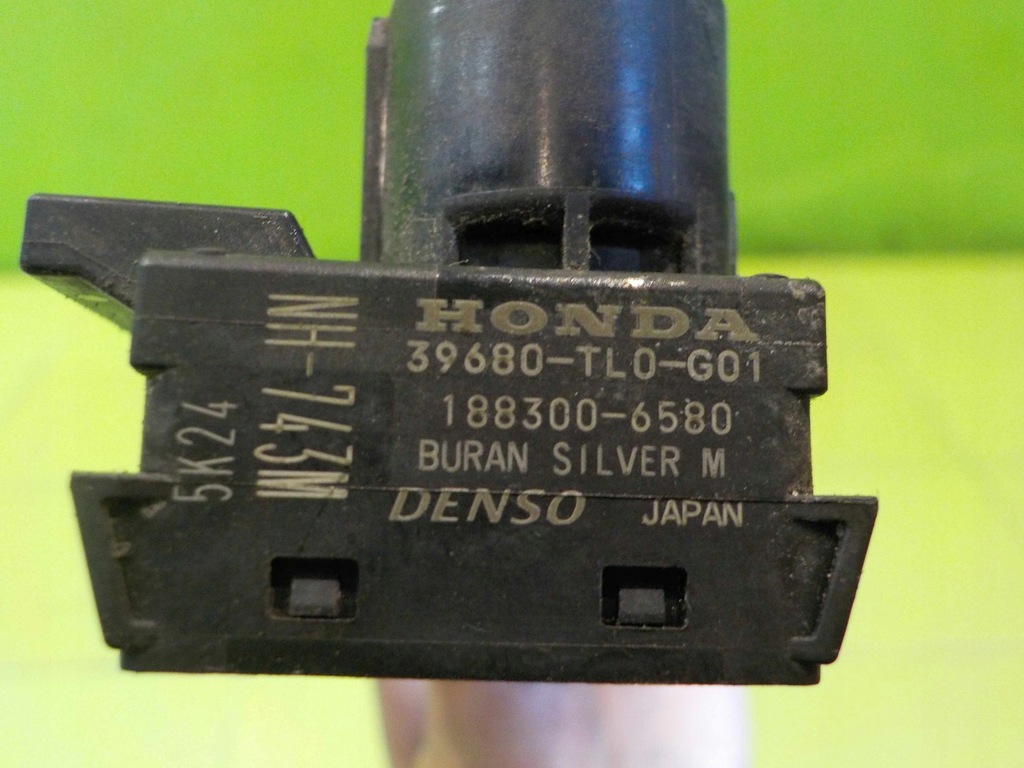 HONDA
39680-TL0-G01
188300-6580
BURAN SILVER M
DENSO JAPAN
NH-743M
5K24